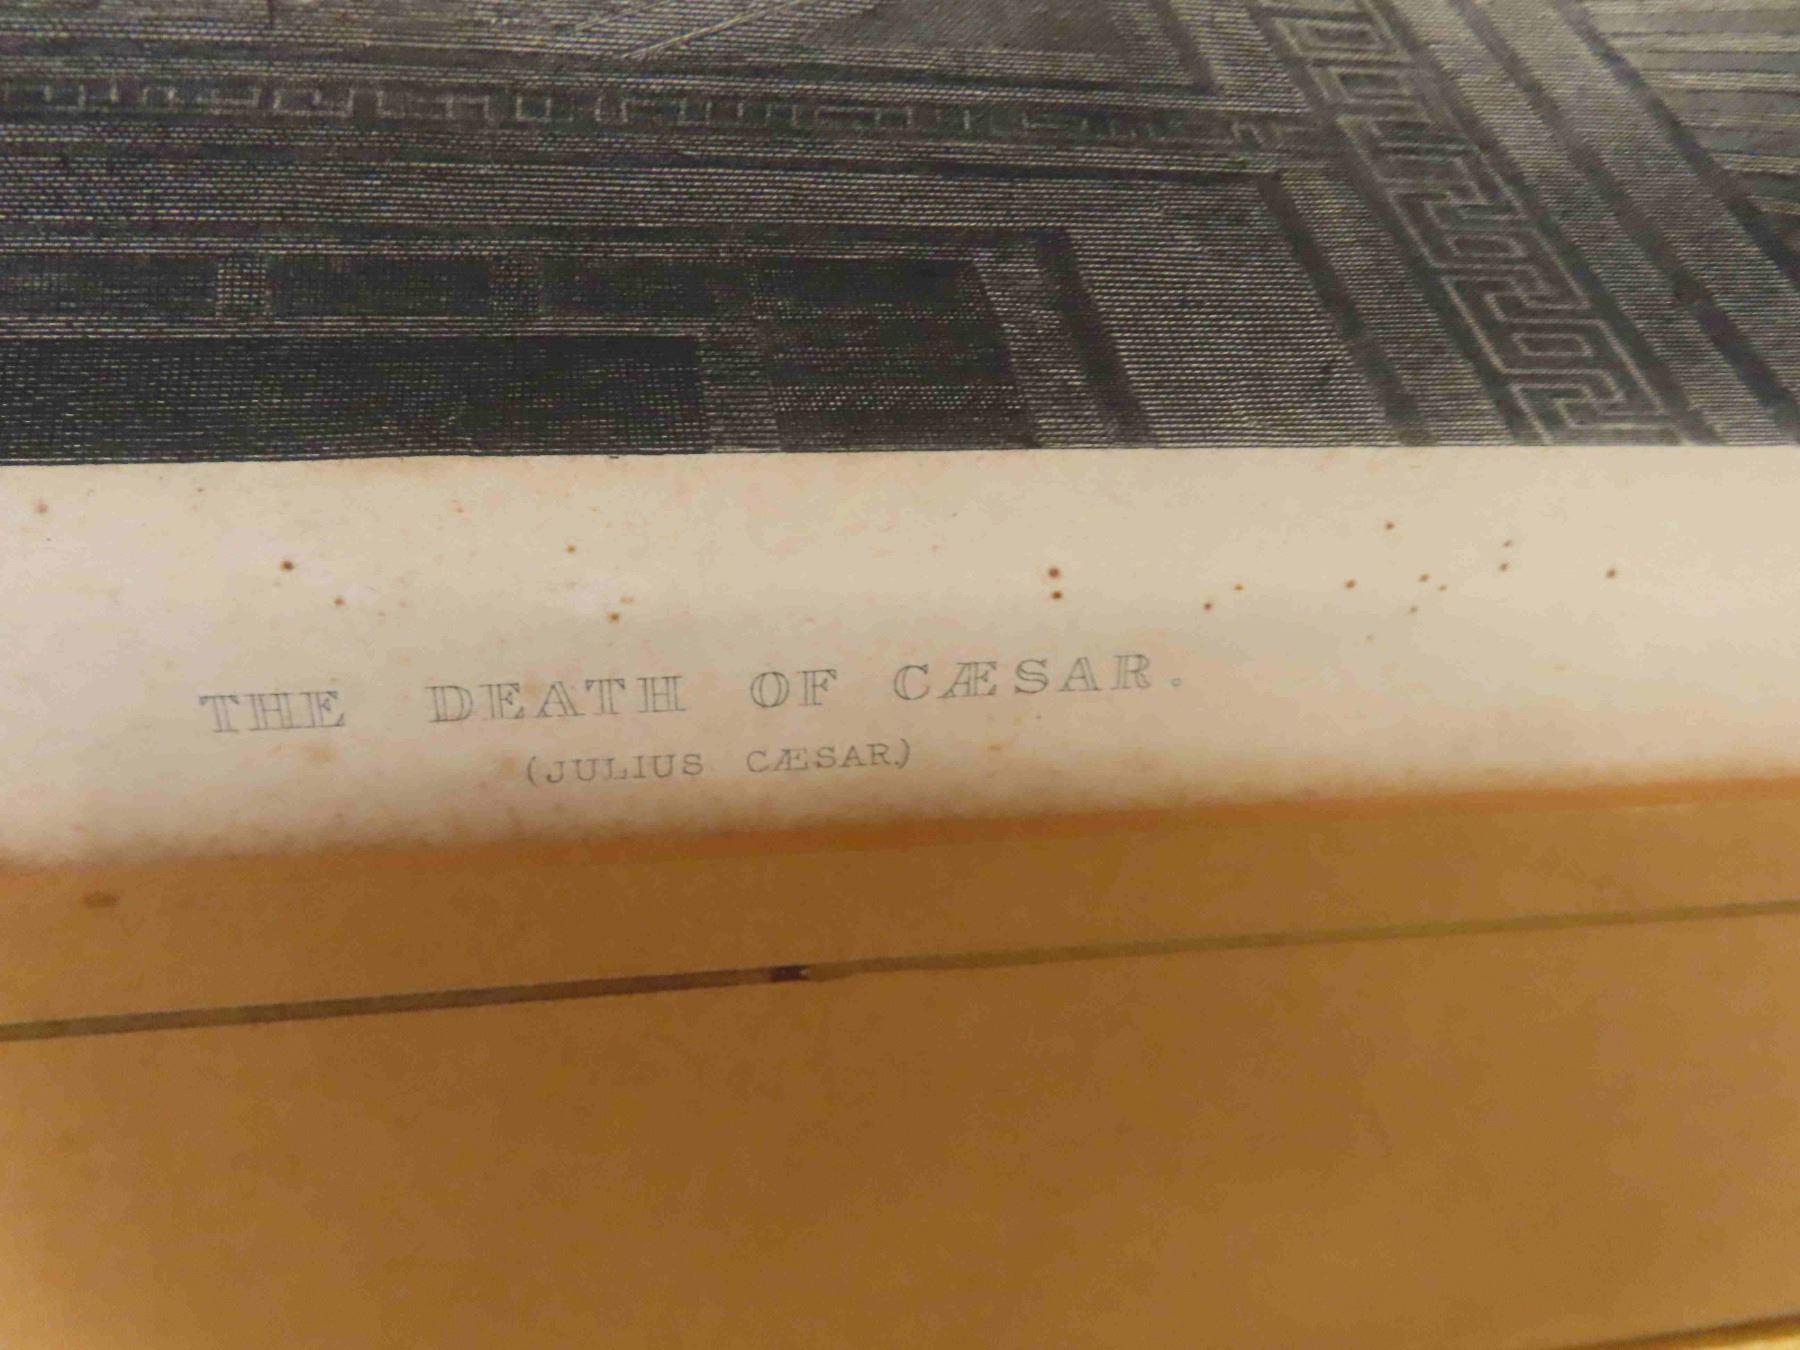 THE DEATH OF CÆSAR.
(JULIUS CÆSAR.)